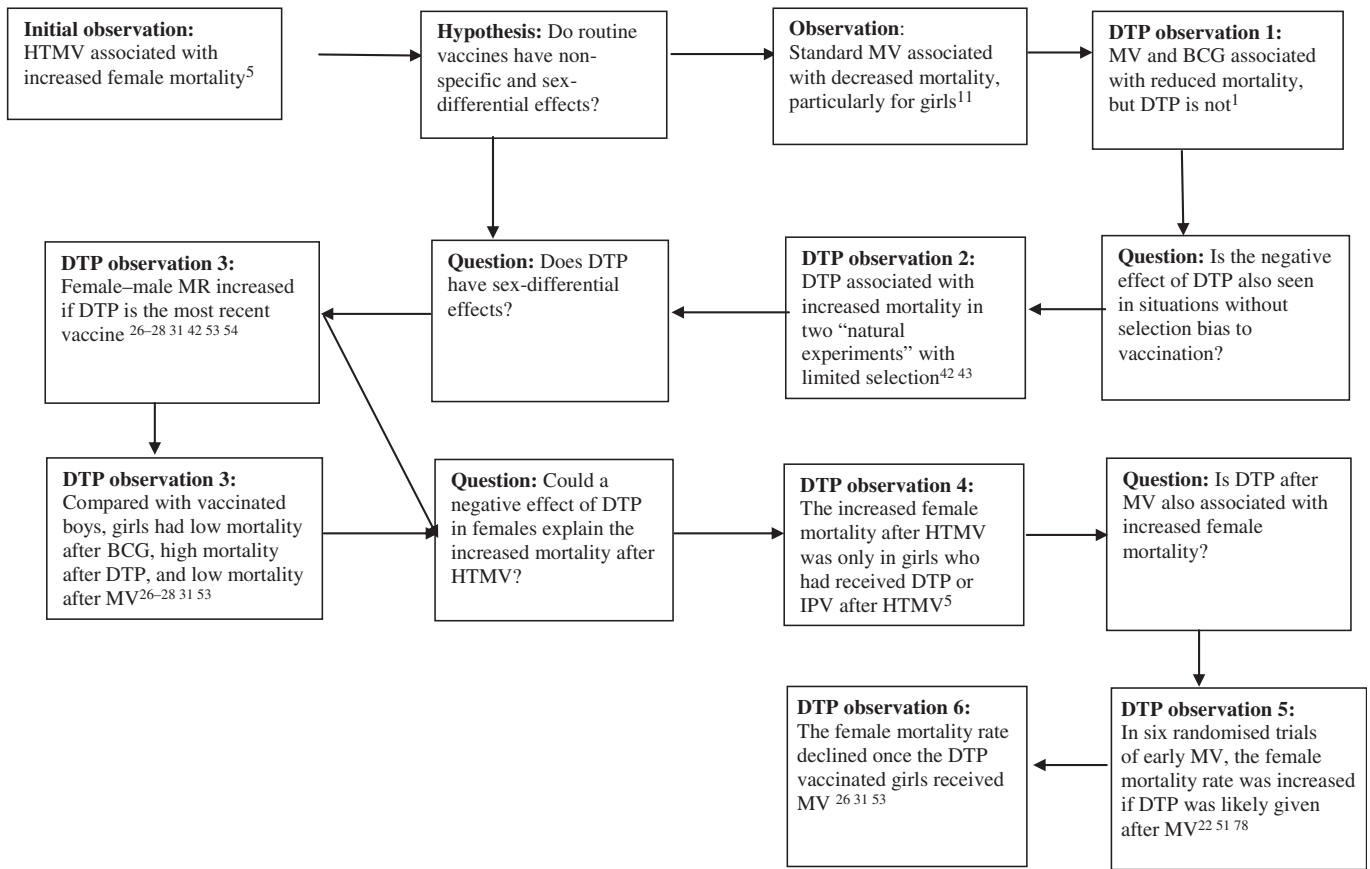 Initial observation:
HTMV associated with
increased female mortality5
Hypothesis: Do routine
vaccines have non-
specific and sex-
differential effects?
Observation:
Standard MV associated
with decreased mortality,
particularly for girls11
DTP observation 1:
MV and BCG associated
with reduced mortality,
but DTP is not1
DTP observation 3:
Female–male MR increased
if DTP is the most recent
vaccine 26–28 31 42 53 54
Question: Does DTP
have sex-differential
effects?
DTP observation 2:
DTP associated with
increased mortality in
two “natural
experiments” with
limited selection42 43
Question: Is the negative
effect of DTP also seen
in situations without
selection bias to
vaccination?
DTP observation 3:
Compared with vaccinated
boys, girls had low mortality
after BCG, high mortality
after DTP, and low mortality
after MV26–28 31 53
Question: Could a
negative effect of DTP
in females explain the
increased mortality after
HTMV?
DTP observation 4:
The increased female
mortality after HTMV
was only in girls who
had received DTP or
IPV after HTMV5
Question: Is DTP after
MV also associated with
increased female
mortality?
DTP observation 6:
The female mortality rate
declined once the DTP
vaccinated girls received
MV 26 31 53
DTP observation 5:
In six randomised trials
of early MV, the female
mortality rate was increased
if DTP was likely given
after MV22 51 78